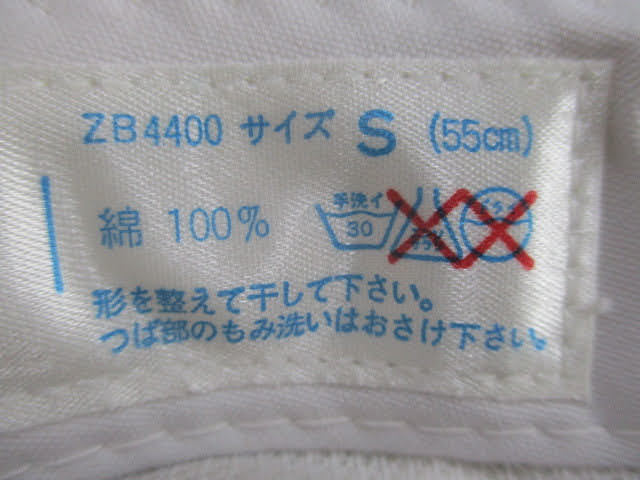 ZB4400 サイズ S (55cm)
綿 100% 手洗イ 30
形を整えて干して下さい。
つば部のもみ洗いはおさけ下さい。